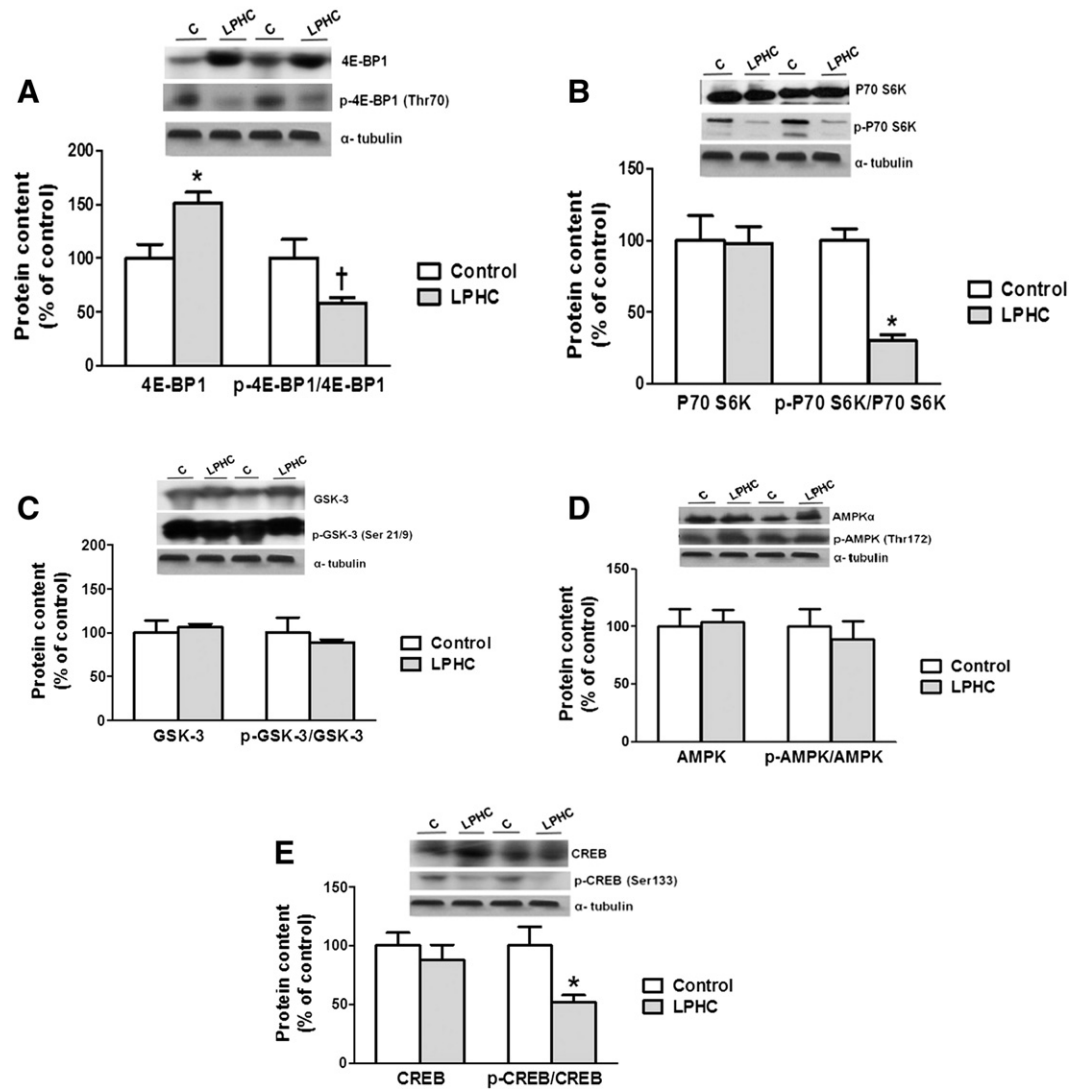 A
C LPHC C LPHC
4E-BP1
p-4E-BP1 (Thr70)
α- tubulin
Protein content
(% of control)
200
150
100
50
0
*
†
4E-BP1 p-4E-BP1/4E-BP1
Control
LPHC
B
C LPHC C LPHC
P70 S6K
p-P70 S6K
α- tubulin
Protein content
(% of control)
150
100
50
0
*
P70 S6K p-P70 S6K/P70 S6K
Control
LPHC
C
C LPHC C LPHC
GSK-3
p-GSK-3 (Ser 21/9)
α- tubulin
Protein content
(% of control)
200
150
100
50
0
GSK-3 p-GSK-3/GSK-3
Control
LPHC
D
C LPHC C LPHC
AMPKα
p-AMPK (Thr172)
α- tubulin
Protein content
(% of control)
150
100
50
0
AMPK p-AMPK/AMPK
Control
LPHC
E
C LPHC C LPHC
CREB
p-CREB (Ser133)
α- tubulin
Protein content
(% of control)
150
100
50
0
*
CREB p-CREB/CREB
Control
LPHC